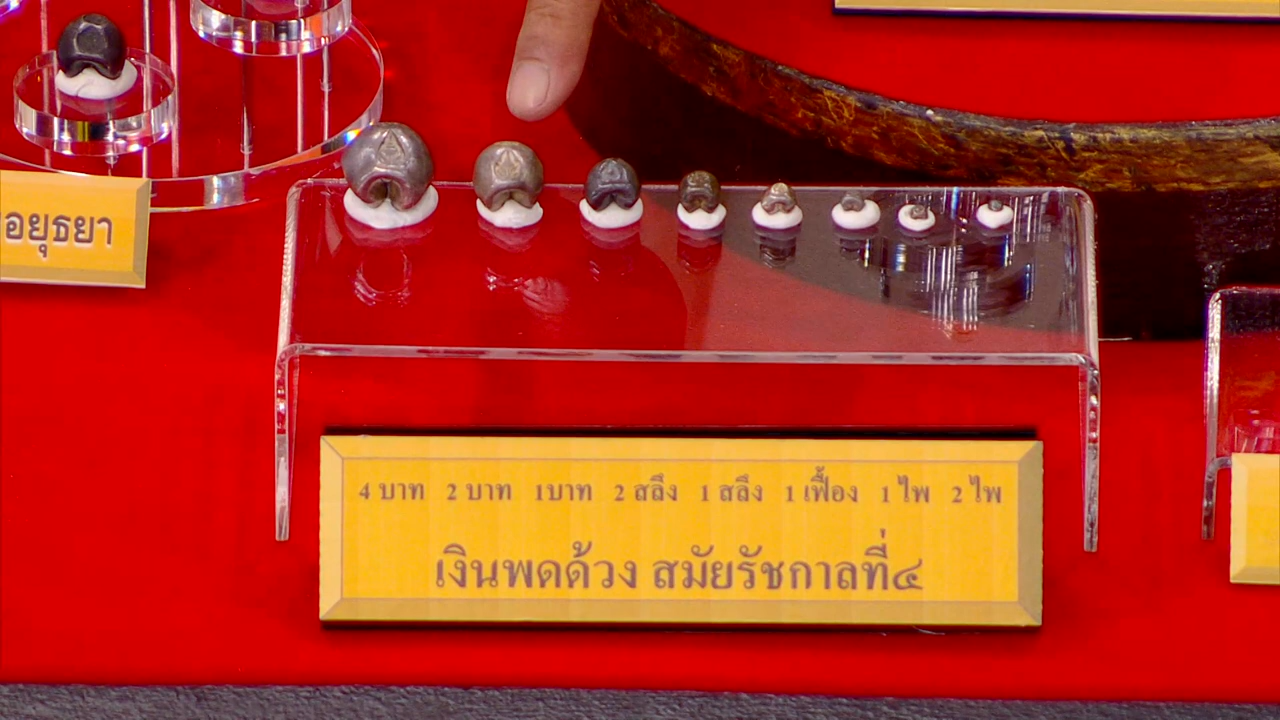 อยุธยา
4 บาท 2 บาท 1บาท 2 สลึง 1 สลึง 1 เฟื้อง 1 ไพ 2 ไพ
เงินพดด้วง สมัยรัชกาลที่๔